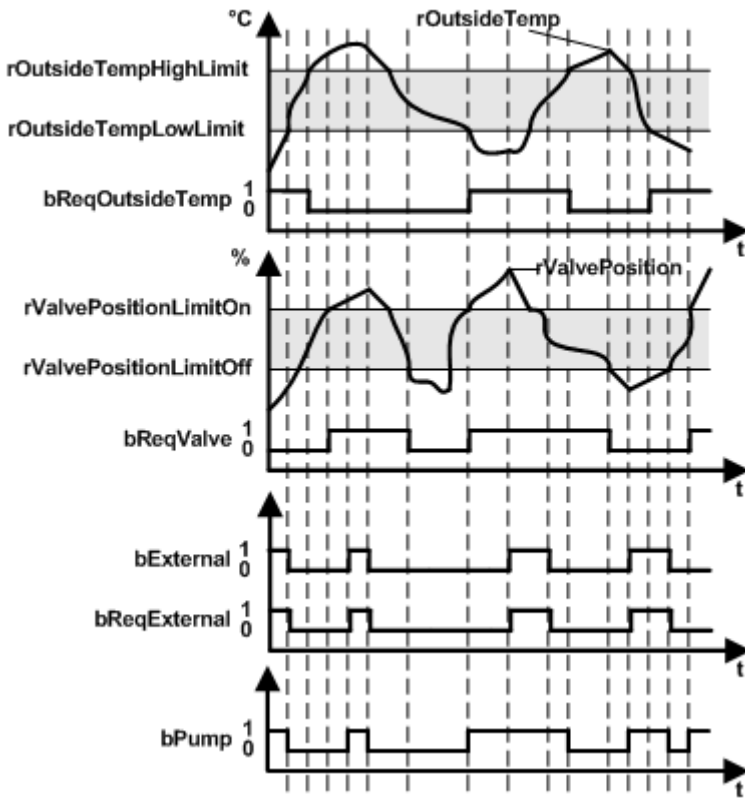 °C
rOutsideTemp
rOutsideTempHighLimit
rOutsideTempLowLimit
bReqOutsideTemp 1
0
t
%
rValvePosition
rValvePositionLimitOn
rValvePositionLimitOff
bReqValve 1
0
t
bExternal 1
0
bReqExternal 1
0
t
bPump 1
0
t